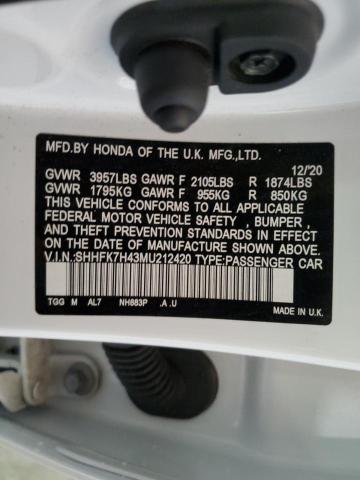 MFD.BY HONDA OF THE U.K. MFG.,LTD.
12/'20
GVWR 3957LBS GAWR F 2105LBS R 1874LBS
GVWR 1795KG GAWR F 955KG R 850KG
THIS VEHICLE CONFORMS TO ALL APPLICABLE
FEDERAL MOTOR VEHICLE SAFETY , BUMPER ,
AND THEFT PREVENTION STANDARDS IN
EFFECT ON THE DATE OF MANUFACTURE
SHOWN ABOVE.
V.I.N.:SHHFK7H43MU212420 TYPE:PASSENGER CAR
TGG M AL7 NH883P .A .U